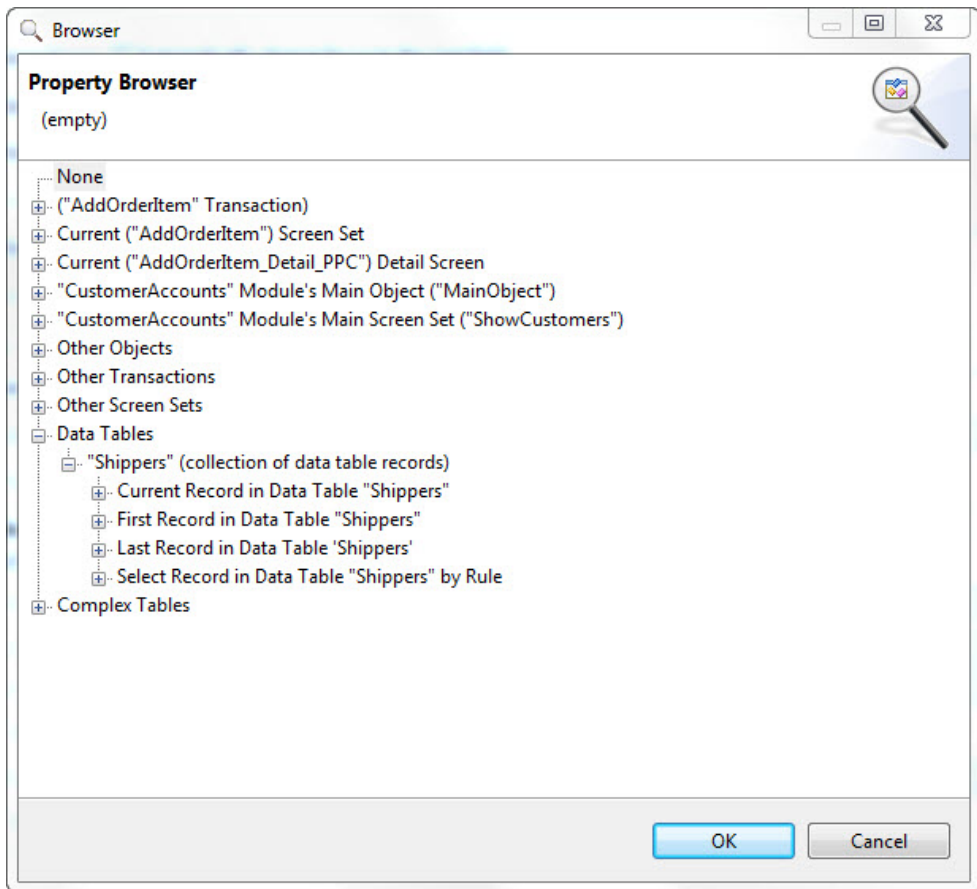 Browser
Property Browser
(empty)
None
("AddOrderItem" Transaction)
Current ("AddOrderItem") Screen Set
Current ("AddOrderItem_Detail_PPC") Detail Screen
"CustomerAccounts" Module's Main Object ("MainObject")
"CustomerAccounts" Module's Main Screen Set ("ShowCustomers")
Other Objects
Other Transactions
Other Screen Sets
Data Tables
"Shippers" (collection of data table records)
Current Record in Data Table "Shippers"
First Record in Data Table "Shippers"
Last Record in Data Table 'Shippers'
Select Record in Data Table "Shippers" by Rule
Complex Tables
OK Cancel